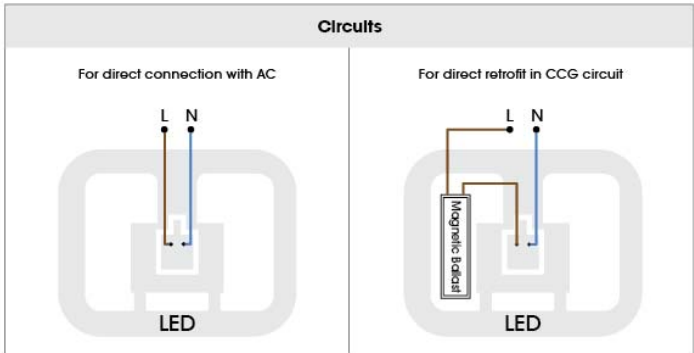 Circuits
For direct connection with AC
L N
LED
For direct retrofit in CCG circuit
L N
Magnetic Ballast
LED